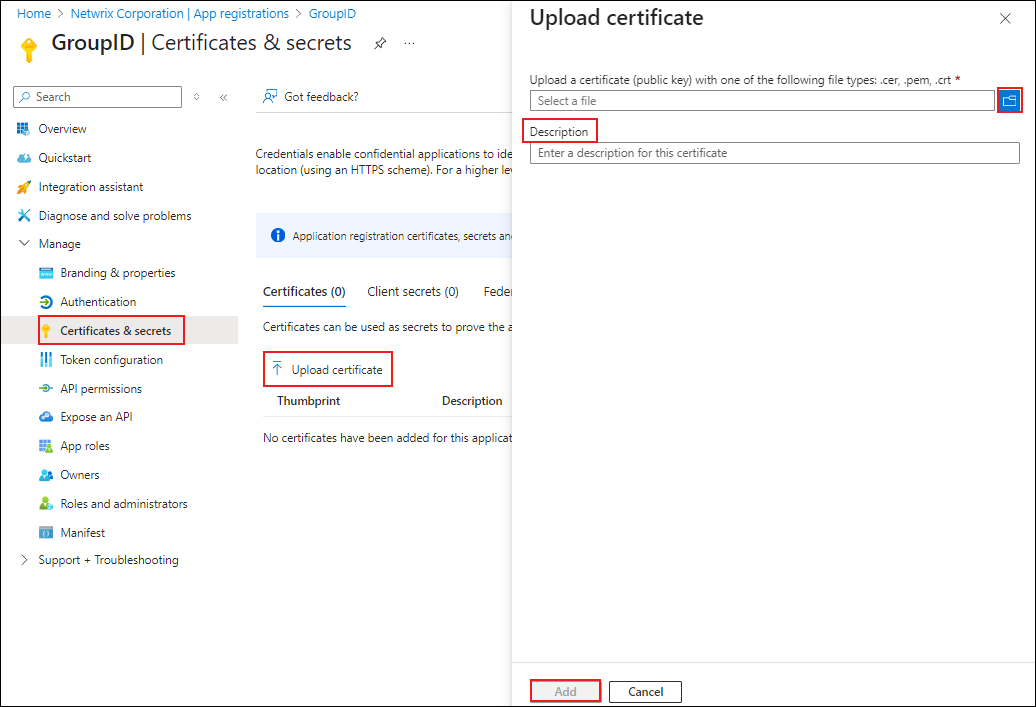 Home > Netwrix Corporation | App registrations > GroupID
GroupID | Certificates & secrets
Search
Overview
Quickstart
Integration assistant
Diagnose and solve problems
Manage
Branding & properties
Authentication
Certificates & secrets
Token configuration
API permissions
Expose an API
App roles
Owners
Roles and administrators
Manifest
Support + Troubleshooting
Got feedback?
Credentials enable confidential applications to ide
location (using an HTTPS scheme). For a higher lev
Application registration certificates, secrets an
Certificates (0) Client secrets (0) Feder
Certificates can be used as secrets to prove the a
Upload certificate
Thumbprint Description
No certificates have been added for this applicat
Upload certificate
Upload a certificate (public key) with one of the following file types: .cer, .pem, .crt *
Select a file
Description
Enter a description for this certificate
Add Cancel